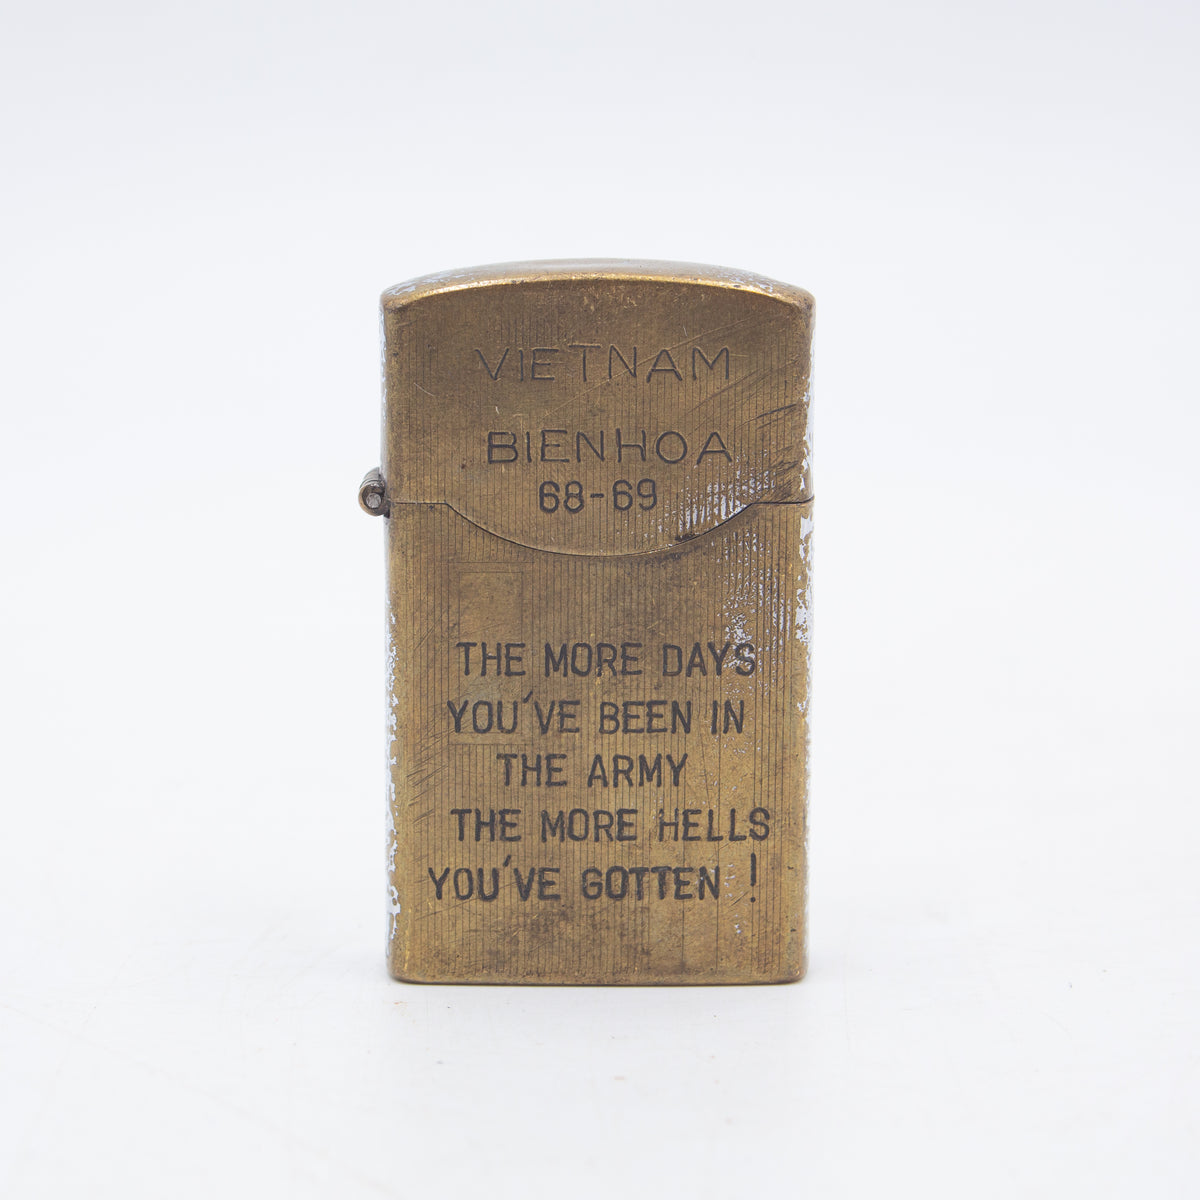 VIETNAM
BIENHOA
68-69
THE MORE DAYS
YOU'VE BEEN IN
THE ARMY
THE MORE HELLS
YOU'VE GOTTEN !